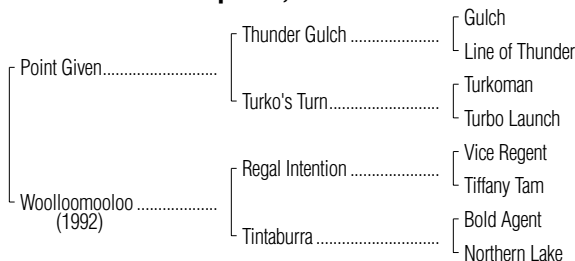 Gulch
Thunder Gulch
Line of Thunder
Point Given
Turkoman
Turko's Turn
Turbo Launch
Vice Regent
Regal Intention
Tiffany Tam
Woolloomooloo
(1992)
Bold Agent
Tintaburra
Northern Lake